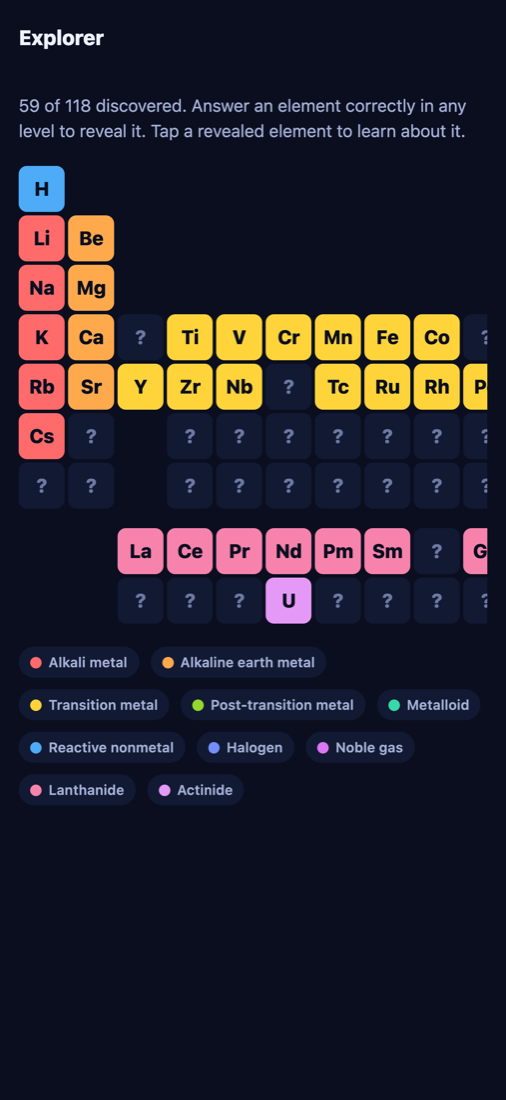 Explorer
59 of 118 discovered. Answer an element correctly in any
level to reveal it. Tap a revealed element to learn about it.
H
Li Be
Na Mg
K Ca ? Ti V Cr Mn Fe Co ?
Rb Sr Y Zr Nb ? Tc Ru Rh P
Cs ? ? ? ? ? ? ? ?
? ? ? ? ? ? ? ? ?
La Ce Pr Nd Pm Sm ? G
? ? ? U ? ? ? ?
Alkali metal Alkaline earth metal
Transition metal Post-transition metal Metalloid
Reactive nonmetal Halogen Noble gas
Lanthanide Actinide